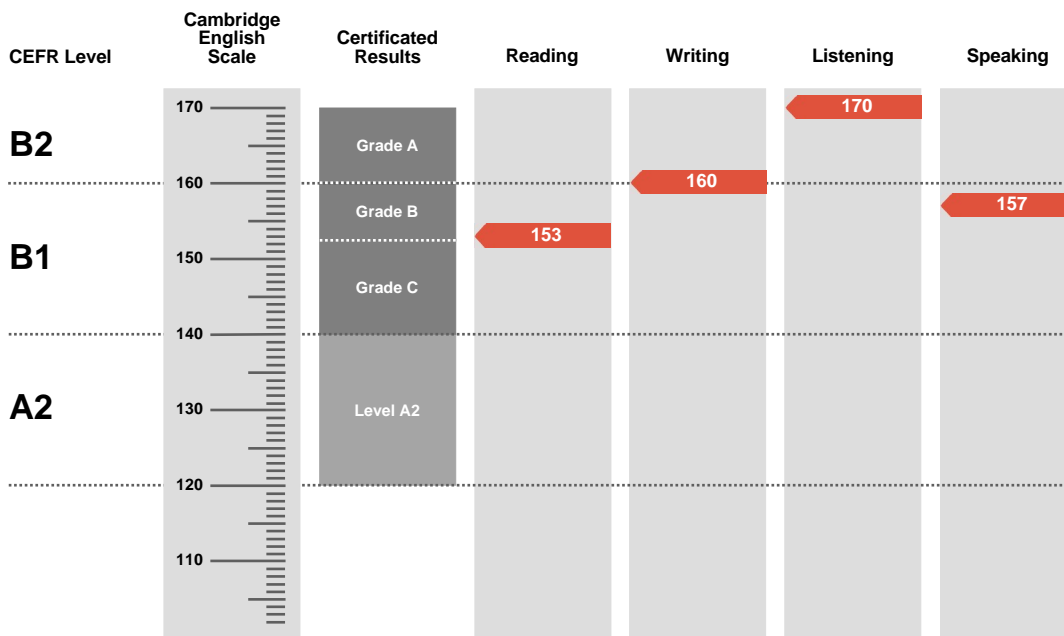 CEFR Level
Cambridge
English
Scale
Certificated
Results
Reading
Writing
Listening
Speaking
170
170
B2
Grade A
160
160
Grade B
157
153
B1
150
Grade C
140
A2
130
Level A2
120
110